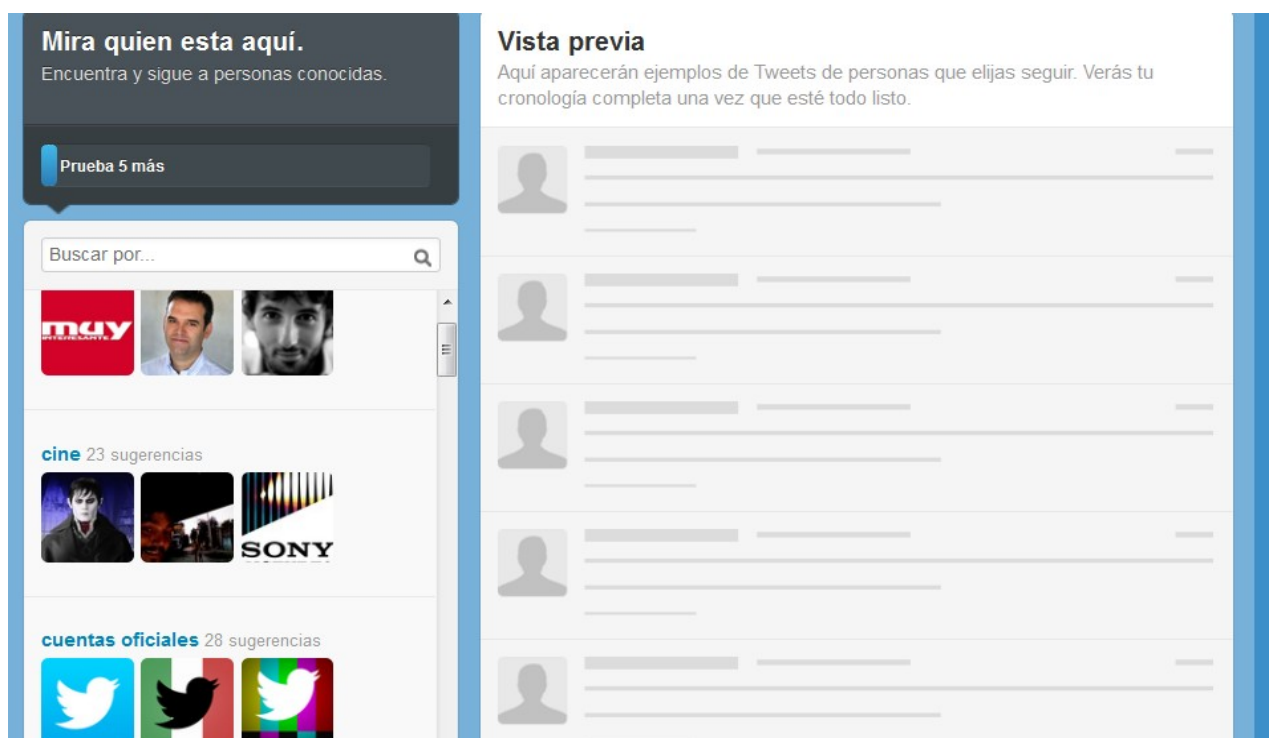 Mira quien esta aquí.
Encuentra y sigue a personas conocidas.
Prueba 5 más
Buscar por...
muy
INTERESANTE
cine 23 sugerencias
SONY
cuentas oficiales 28 sugerencias
Vista previa
Aquí aparecerán ejemplos de Tweets de personas que elijas seguir. Verás tu
cronología completa una vez que esté todo listo.